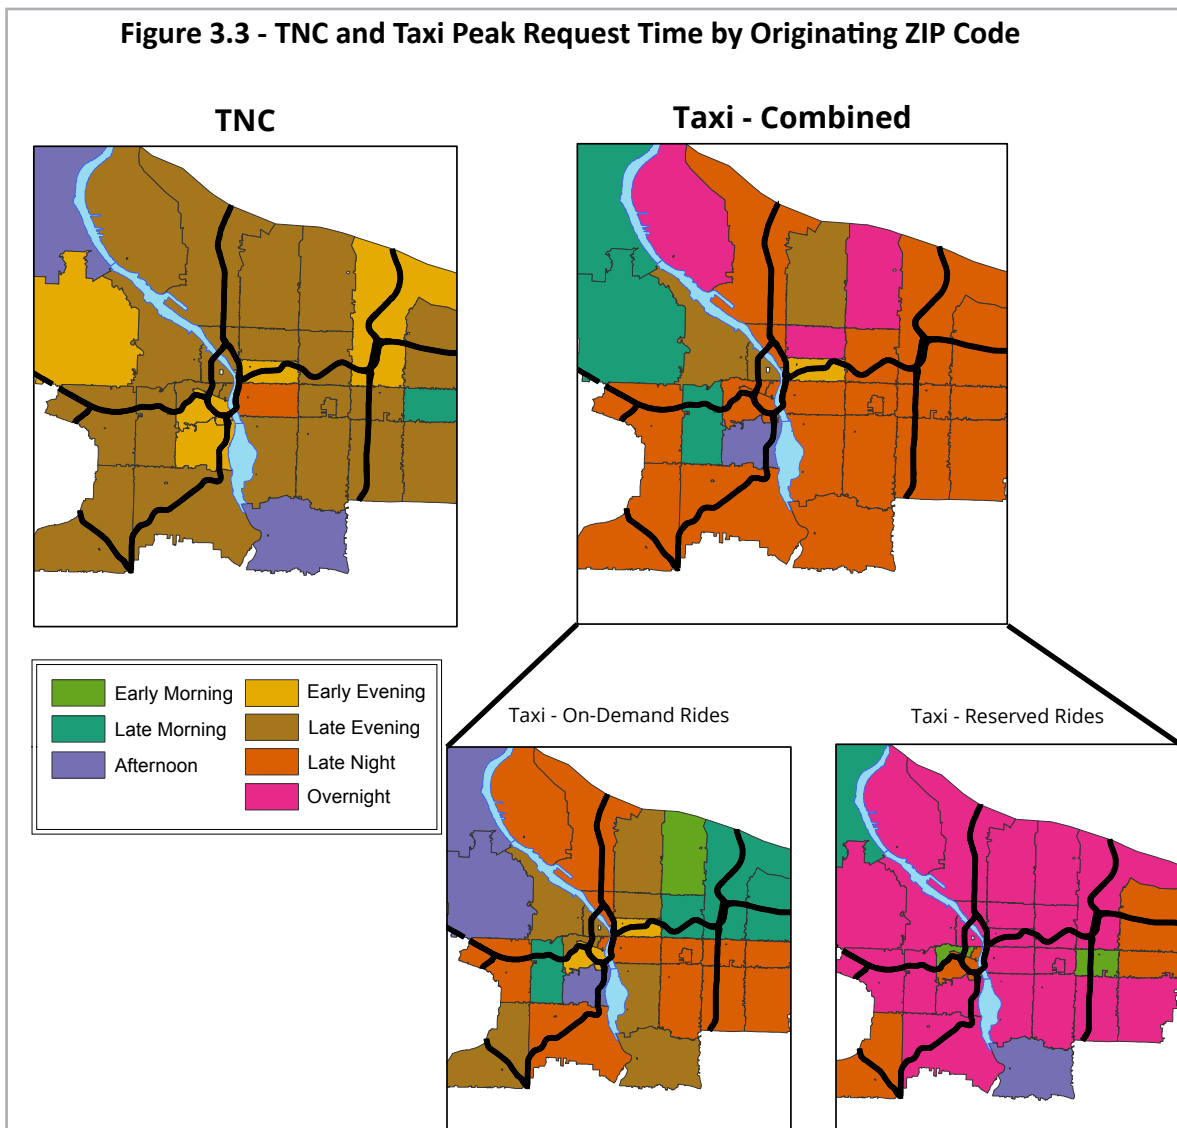 Figure 3.3 - TNC and Taxi Peak Request Time by Originating ZIP Code
TNC
Taxi - Combined
Early Morning
Late Morning
Afternoon
Early Evening
Late Evening
Late Night
Overnight
Taxi - On-Demand Rides
Taxi - Reserved Rides